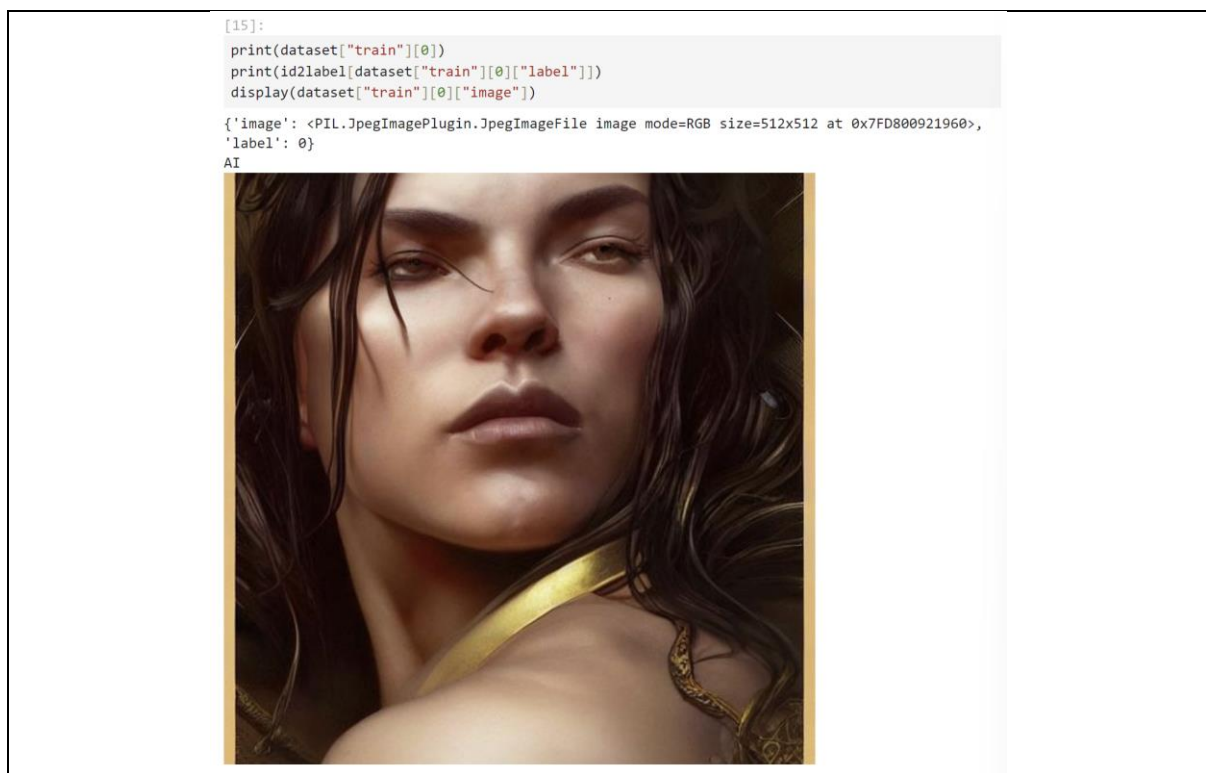 [15]:
print(dataset["train"][0])
print(id2label[dataset["train"][0]["label"]])
display(dataset["train"][0]["image"])
{'image': <PIL.JpegImagePlugin.JpegImageFile image mode=RGB size=512x512 at 0x7FD800921960>,
'label': 0}
AI